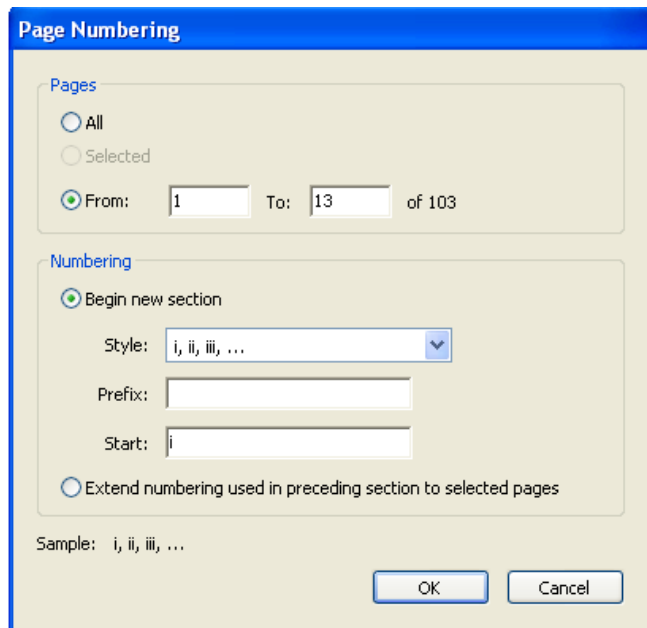 Page Numbering
Pages
All
Selected
From: 1 To: 13 of 103
Numbering
Begin new section
Style: i, ii, iii, ...
Prefix:
Start: i
Extend numbering used in preceding section to selected pages
Sample: i, ii, iii, ...
OK Cancel